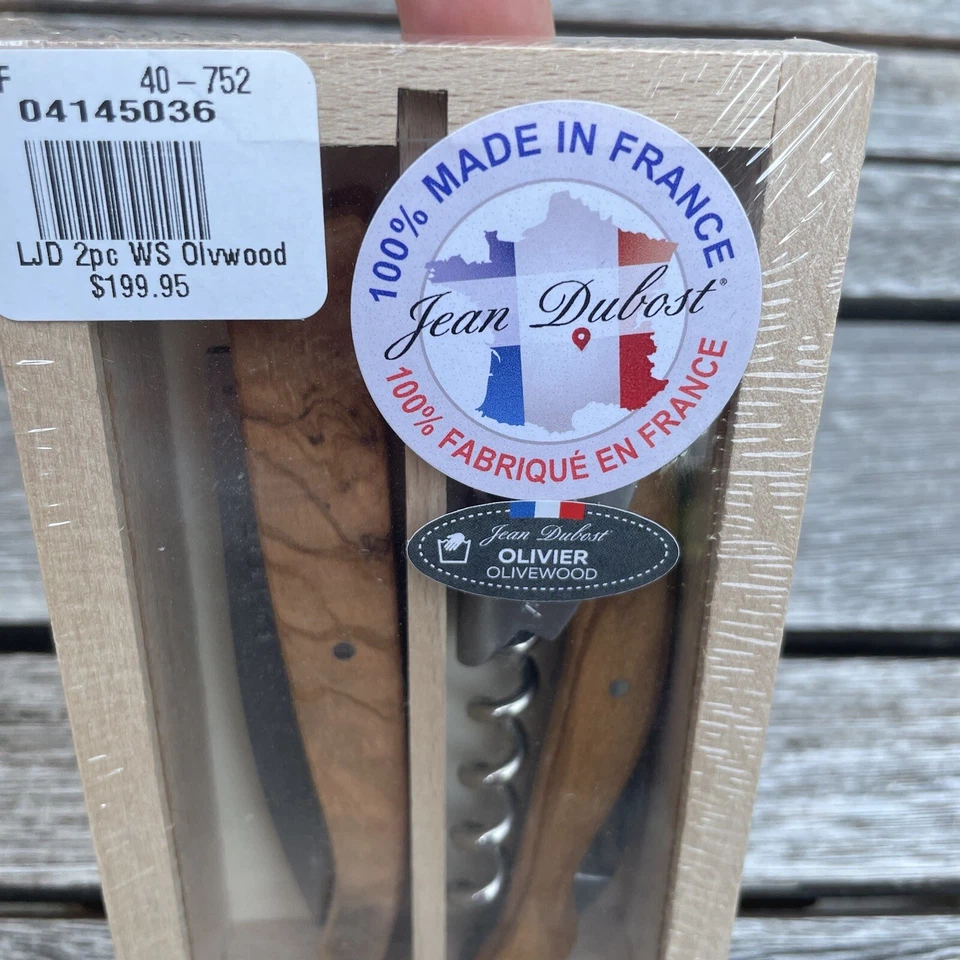 F 40-752
04145036
LJD 2pc WS Olvwood
$199.95
100% MADE IN FRANCE
Jean Dubost®
100% FABRIQUÉ EN FRANCE
Jean Dubost
OLIVIER
OLIVEWOOD